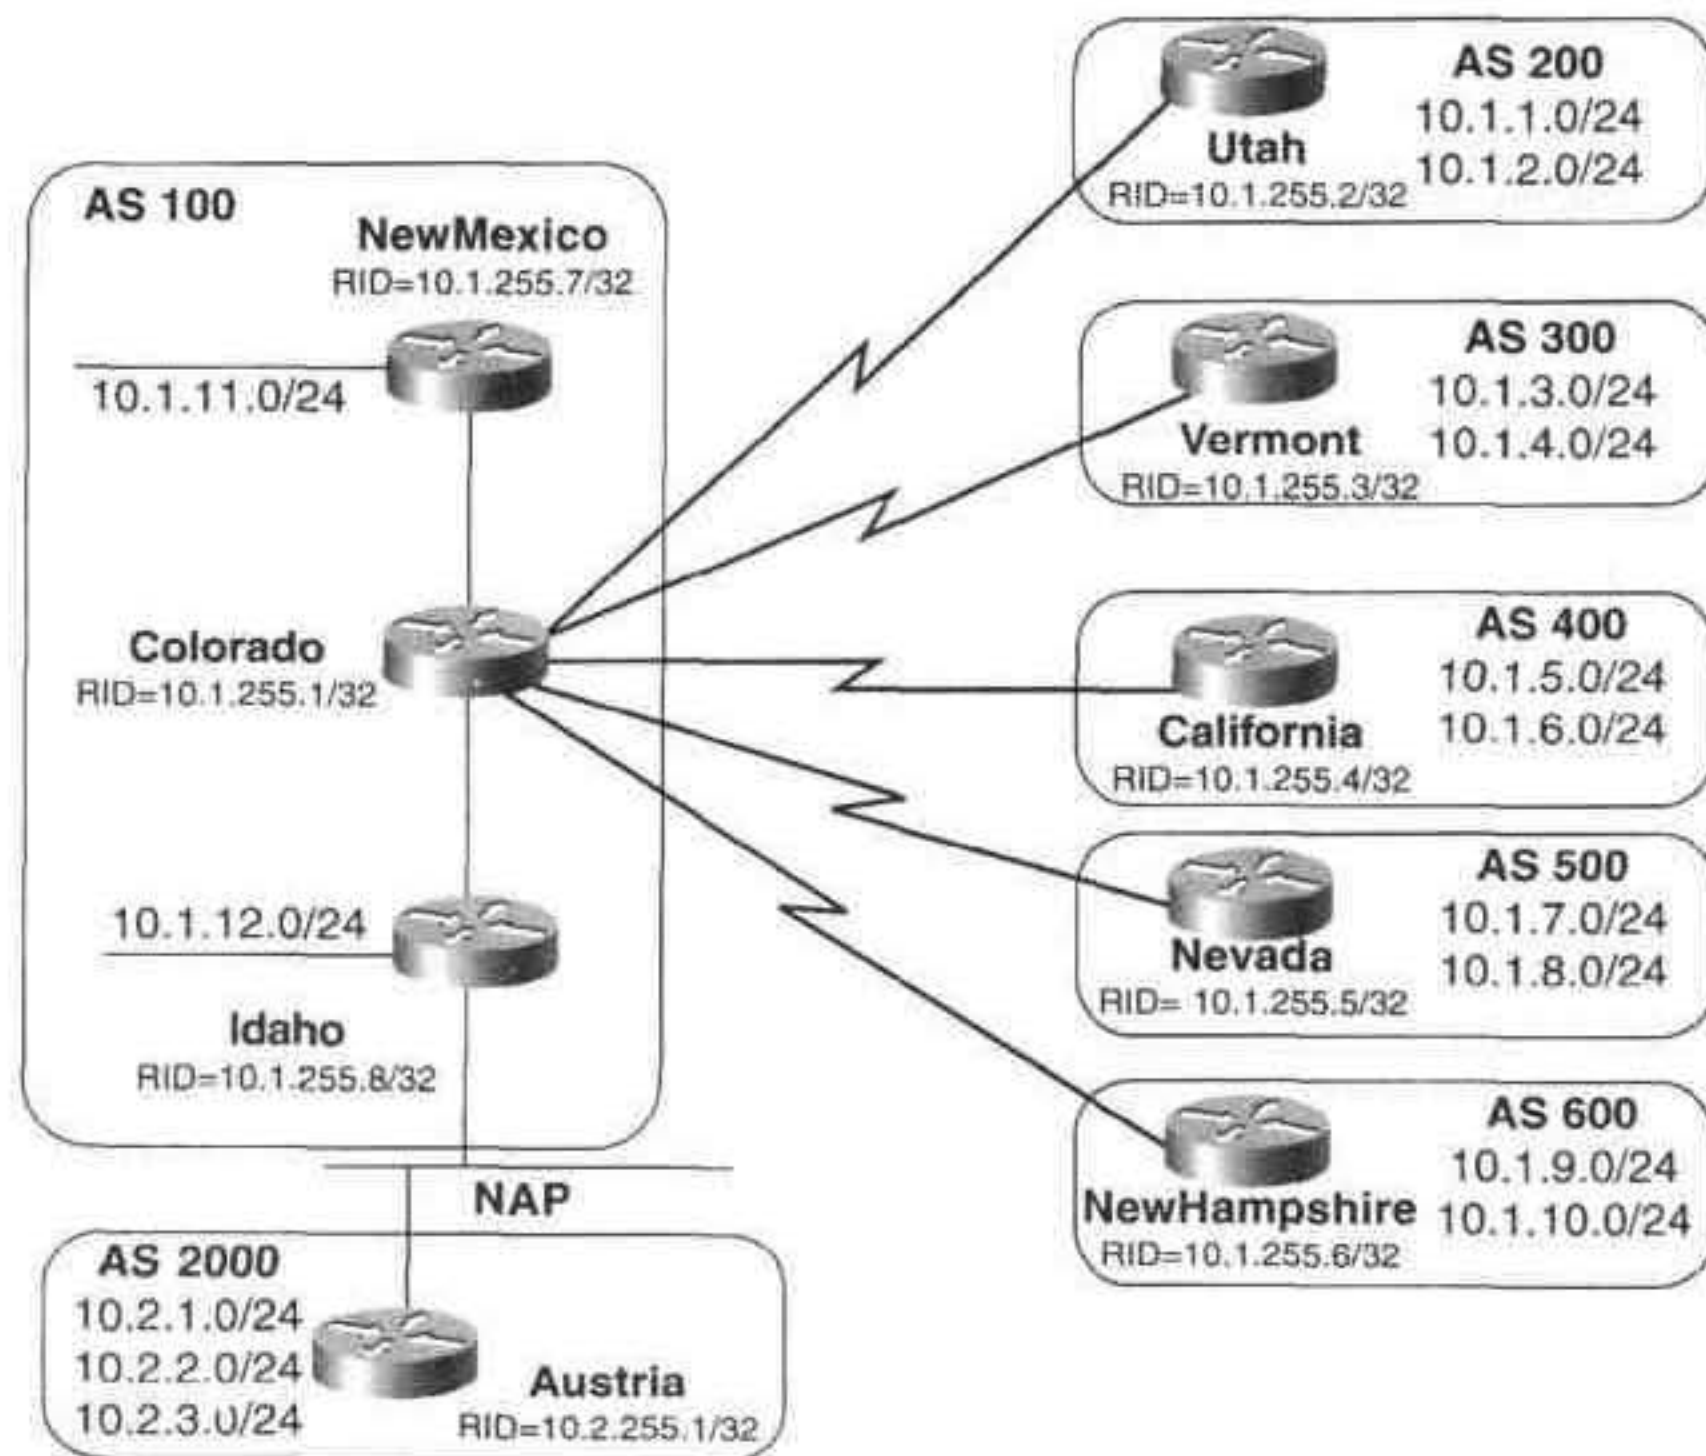 AS 100
NewMexico
RID=10.1.255.7/32
10.1.11.0/24
Colorado
RID=10.1.255.1/32
10.1.12.0/24
Idaho
RID=10.1.255.8/32
NAP
AS 2000
10.2.1.0/24
10.2.2.0/24
10.2.3.0/24
Austria
RID=10.2.255.1/32
AS 200
10.1.1.0/24
10.1.2.0/24
Utah
RID=10.1.255.2/32
AS 300
10.1.3.0/24
10.1.4.0/24
Vermont
RID=10.1.255.3/32
AS 400
10.1.5.0/24
10.1.6.0/24
California
RID=10.1.255.4/32
AS 500
10.1.7.0/24
10.1.8.0/24
Nevada
RID= 10.1.255.5/32
AS 600
10.1.9.0/24
10.1.10.0/24
NewHampshire
RID=10.1.255.6/32